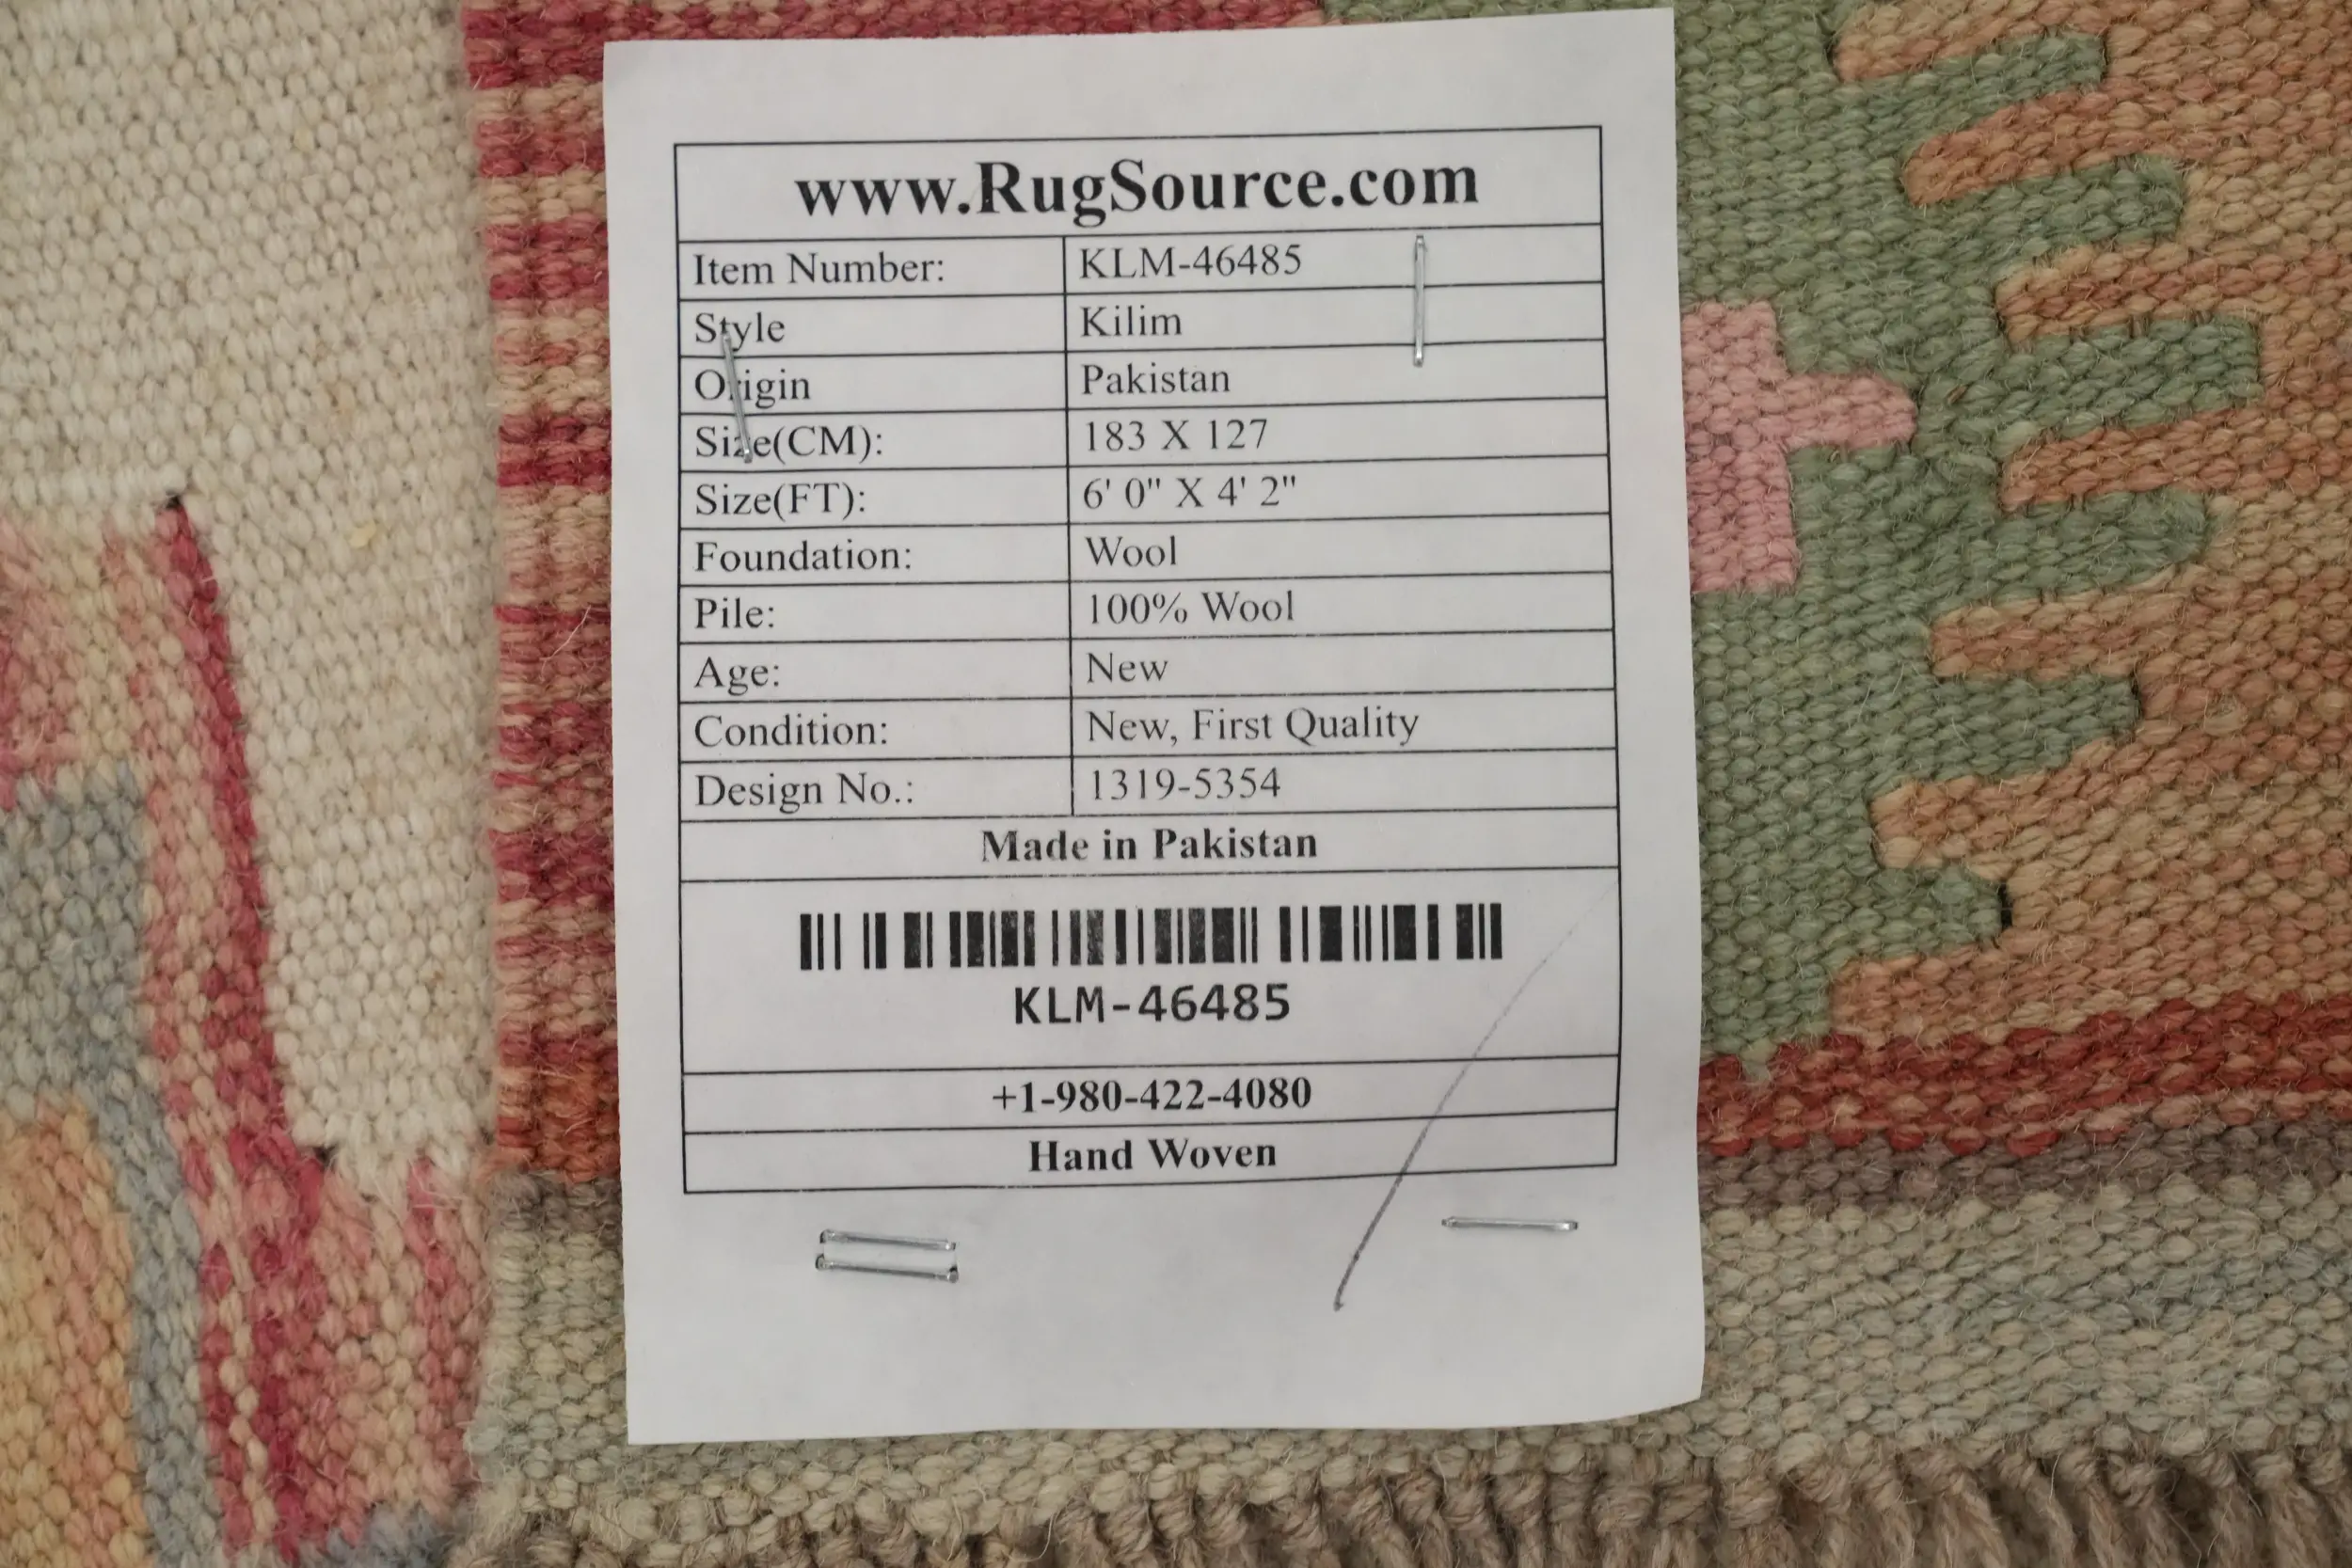 www.RugSource.com
Item Number: KLM-46485
Style Kilim
Origin Pakistan
Size(CM): 183 X 127
Size(FT): 6' 0" X 4' 2"
Foundation: Wool
Pile: 100% Wool
Age: New
Condition: New, First Quality
Design No.: 1319-5354
Made in Pakistan
KLM-46485
+1-980-422-4080
Hand Woven